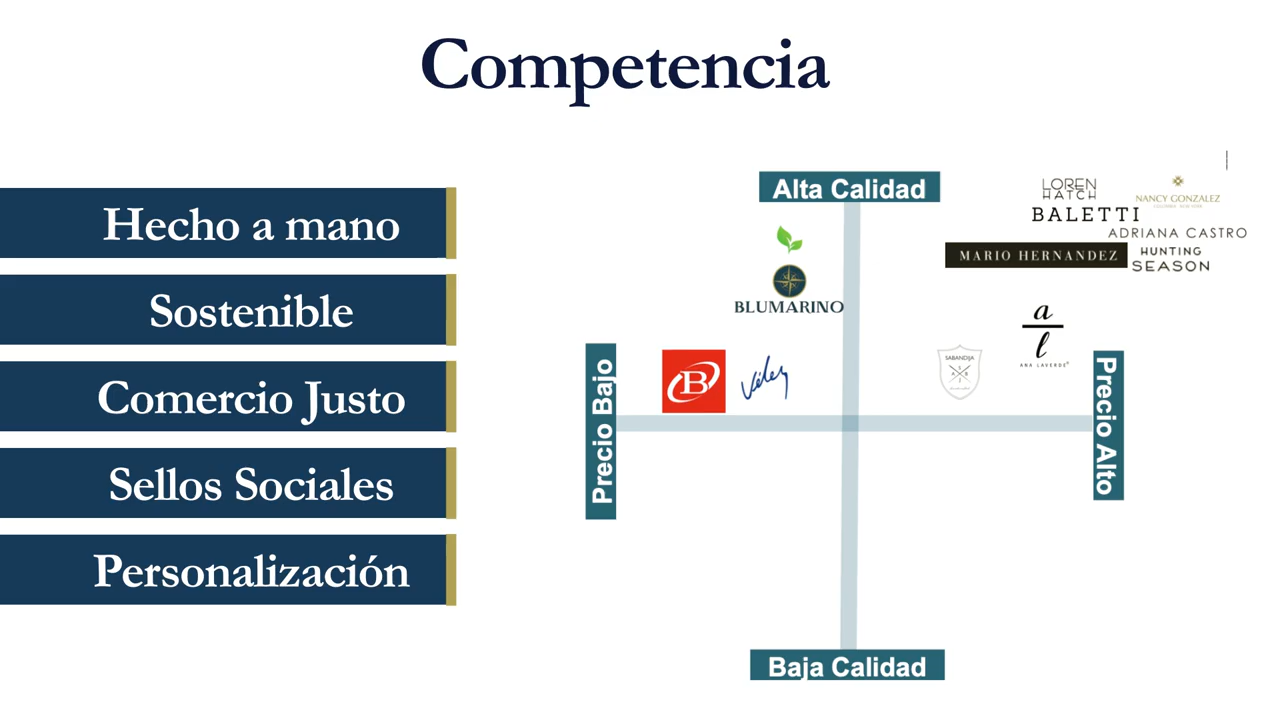 Competencia
Hecho a mano
Sostenible
Comercio Justo
Sellos Sociales
Personalización
Alta Calidad
LOREN
HATCH
NANCY GONZALEZ
BALETTI
ADRIANA CASTRO
MARIO HERNANDEZ
HUNTING
SEASON
BLUMARINO
a
l
ANA LAVERDE
SABANDIJA
B
Vélez
Precio Bajo
Precio Alto
Baja Calidad